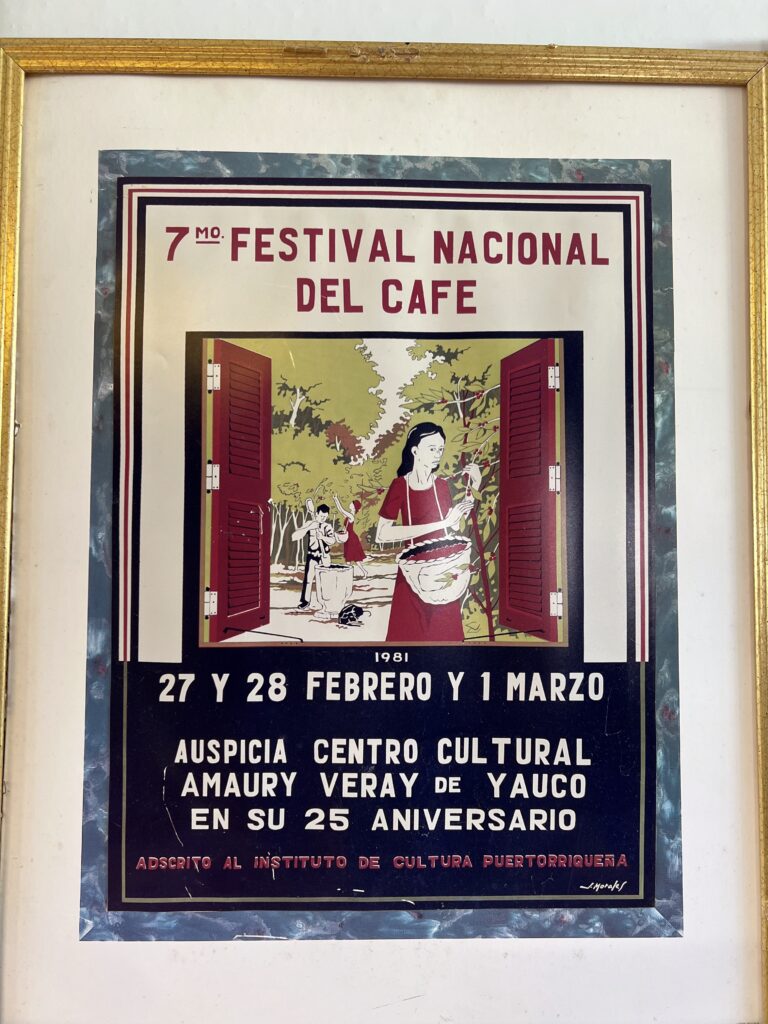 7MO. FESTIVAL NACIONAL
DEL CAFE
1981
27 Y 28 FEBRERO Y 1 MARZO
AUSPICIA CENTRO CULTURAL
AMAURY VERAY DE YAUCO
EN SU 25 ANIVERSARIO
ADSCRITO AL INSTITUTO DE CULTURA PUERTORRIQUEÑA
J. Morales